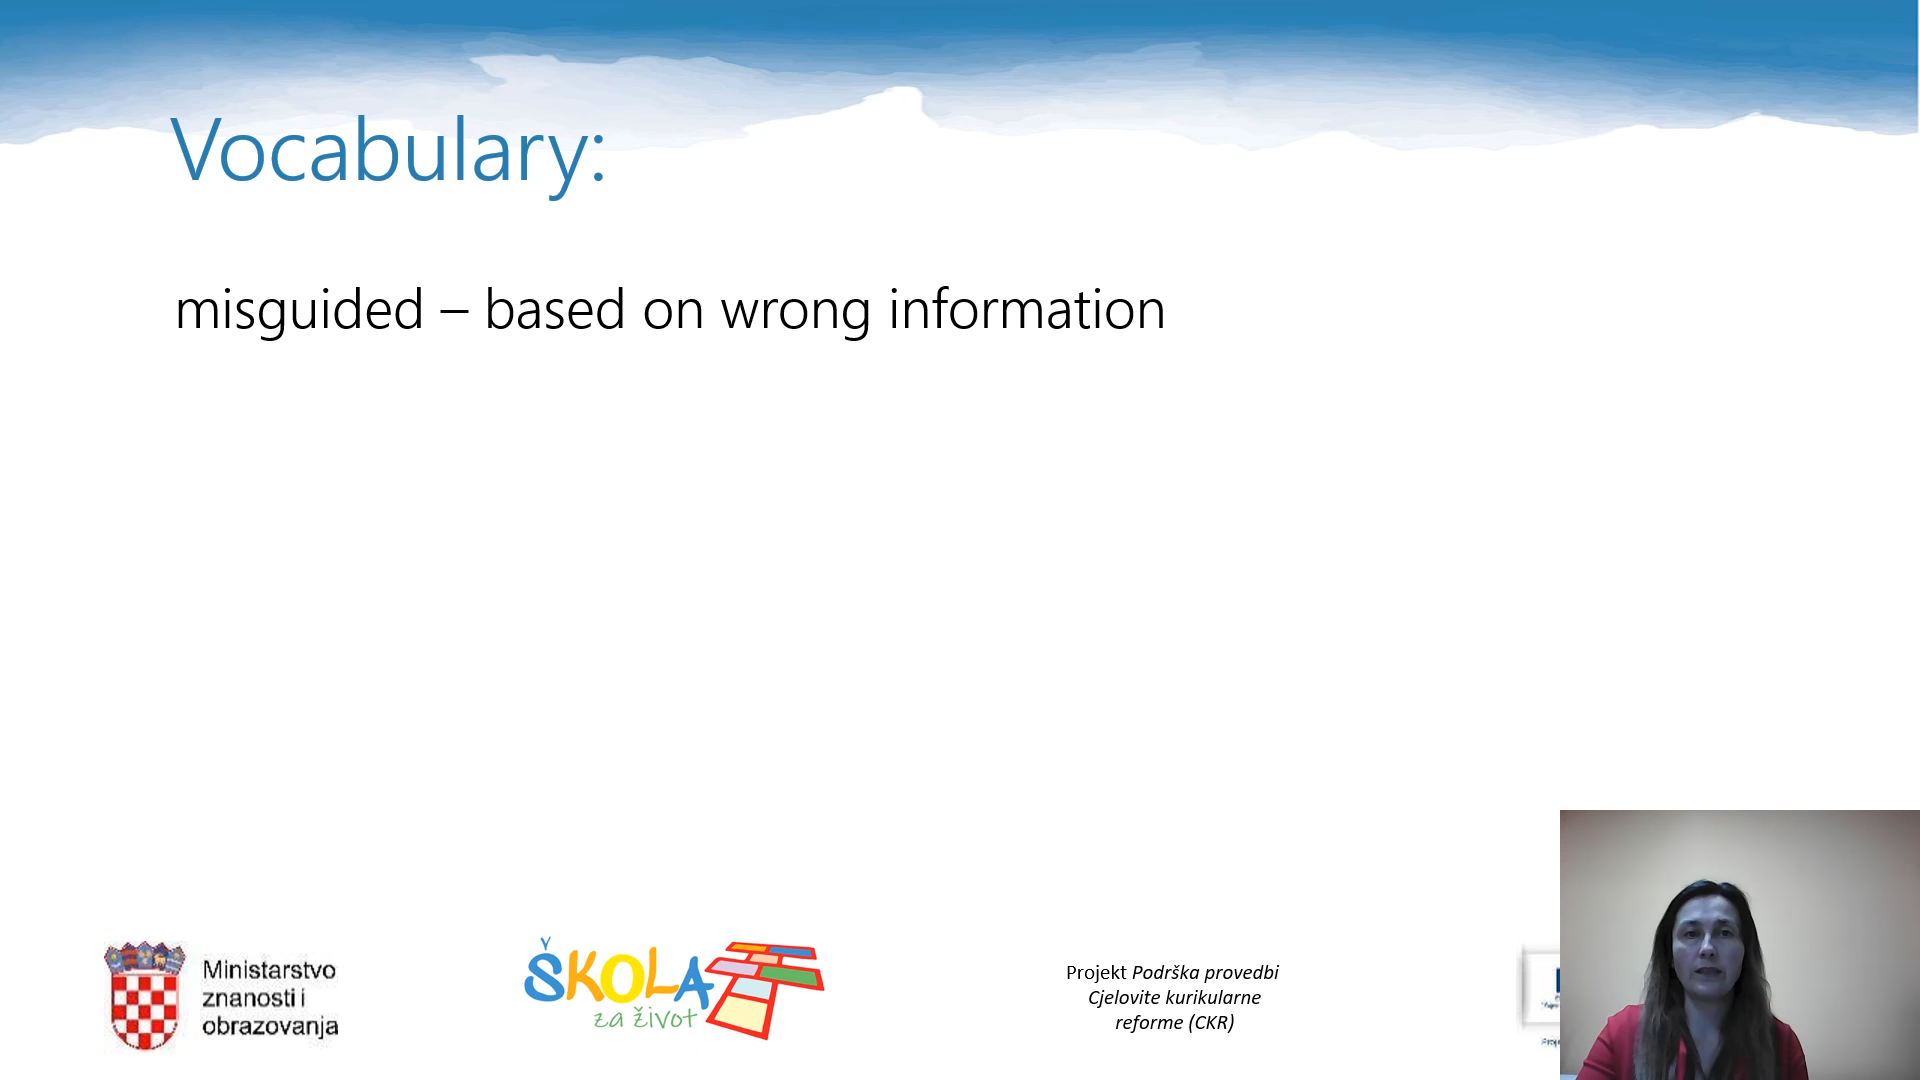 Vocabulary:
misguided – based on wrong information
Ministarstvo
znanosti i
obrazovanja
ŠKOLA
za život
Projekt Podrška provedbi
Cjelovite kurikularne
reforme (CKR)